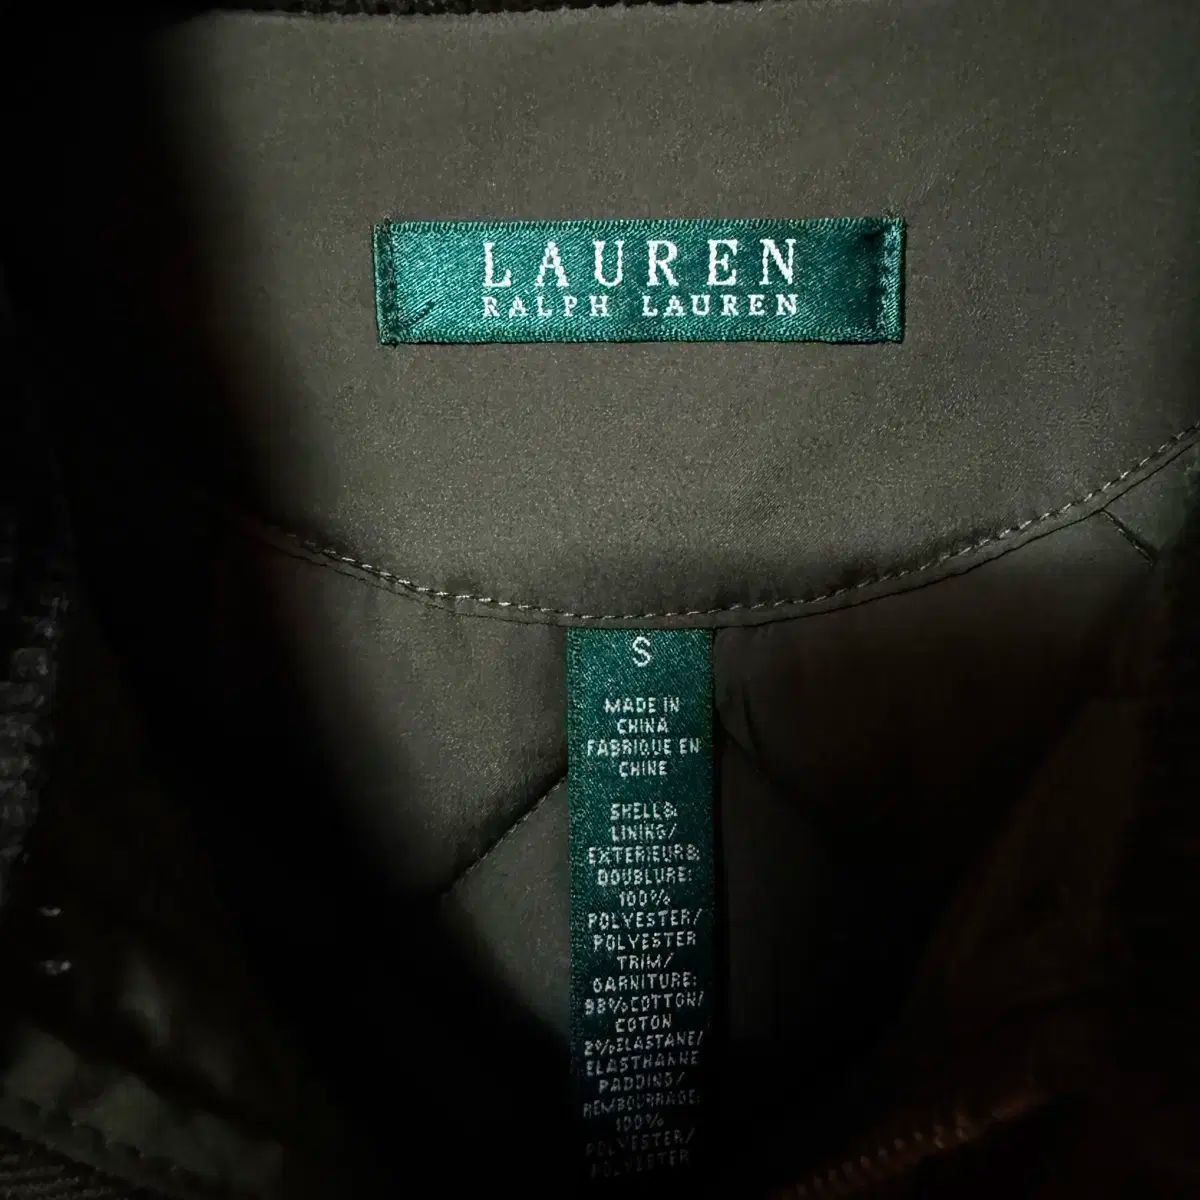 LAUREN
RALPH LAUREN
S
MADE IN
CHINA
FABRIQUE EN
CHINE
SHELL&
LINING/
EXTERIEUR&
DOUBLURE:
100%
POLYESTER/
POLYESTER
TRIM/
GARNITURE:
98%COTTON/
COTON
2%ELASTANE/
ELASTHANNE
PADDING/
REMBOURRAGE:
100%
POLYESTER/
POLYESTER